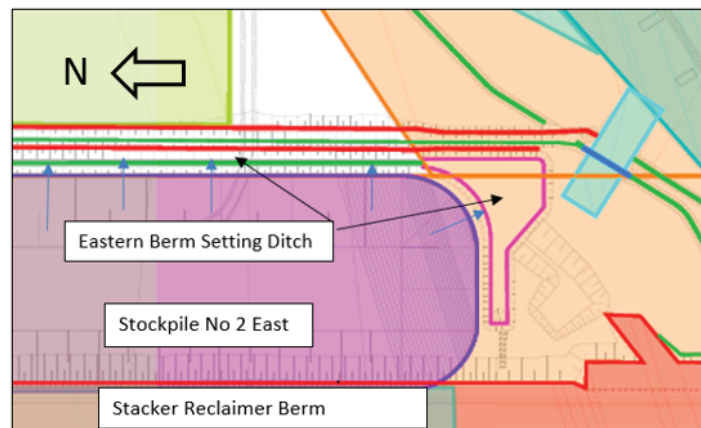 N
Eastern Berm Setting Ditch
Stockpile No 2 East
Stacker Reclaimer Berm